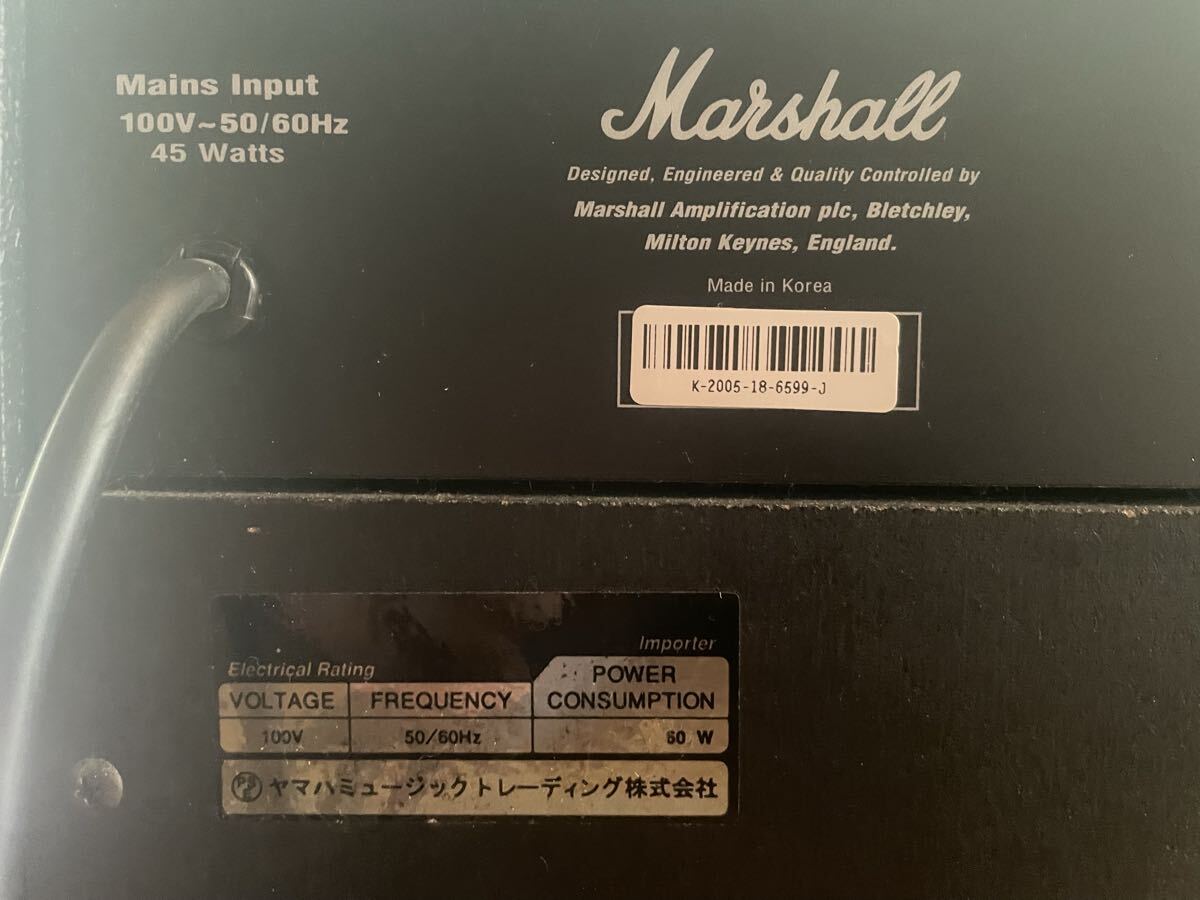 Mains Input
100V~50/60Hz
45 Watts
Marshall
Designed, Engineered & Quality Controlled by
Marshall Amplification plc, Bletchley,
Milton Keynes, England.
Made in Korea
K-2005-18-6599-J
Importer
Electrical Rating
VOLTAGE FREQUENCY POWER CONSUMPTION
100V 50/60Hz 60 W
PSE ヤマハミュージックトレーディング株式会社